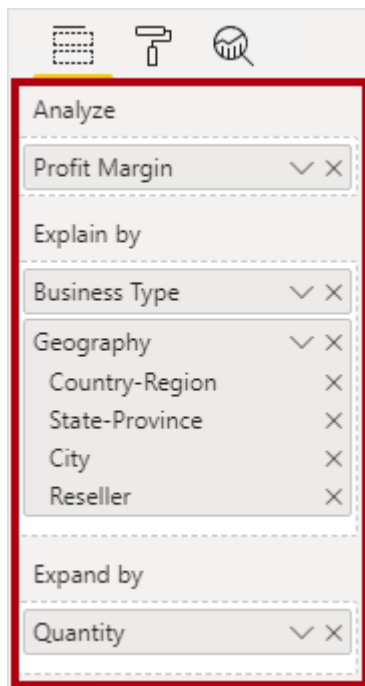 Analyze
Profit Margin
Explain by
Business Type
Geography
Country-Region
State-Province
City
Reseller
Expand by
Quantity